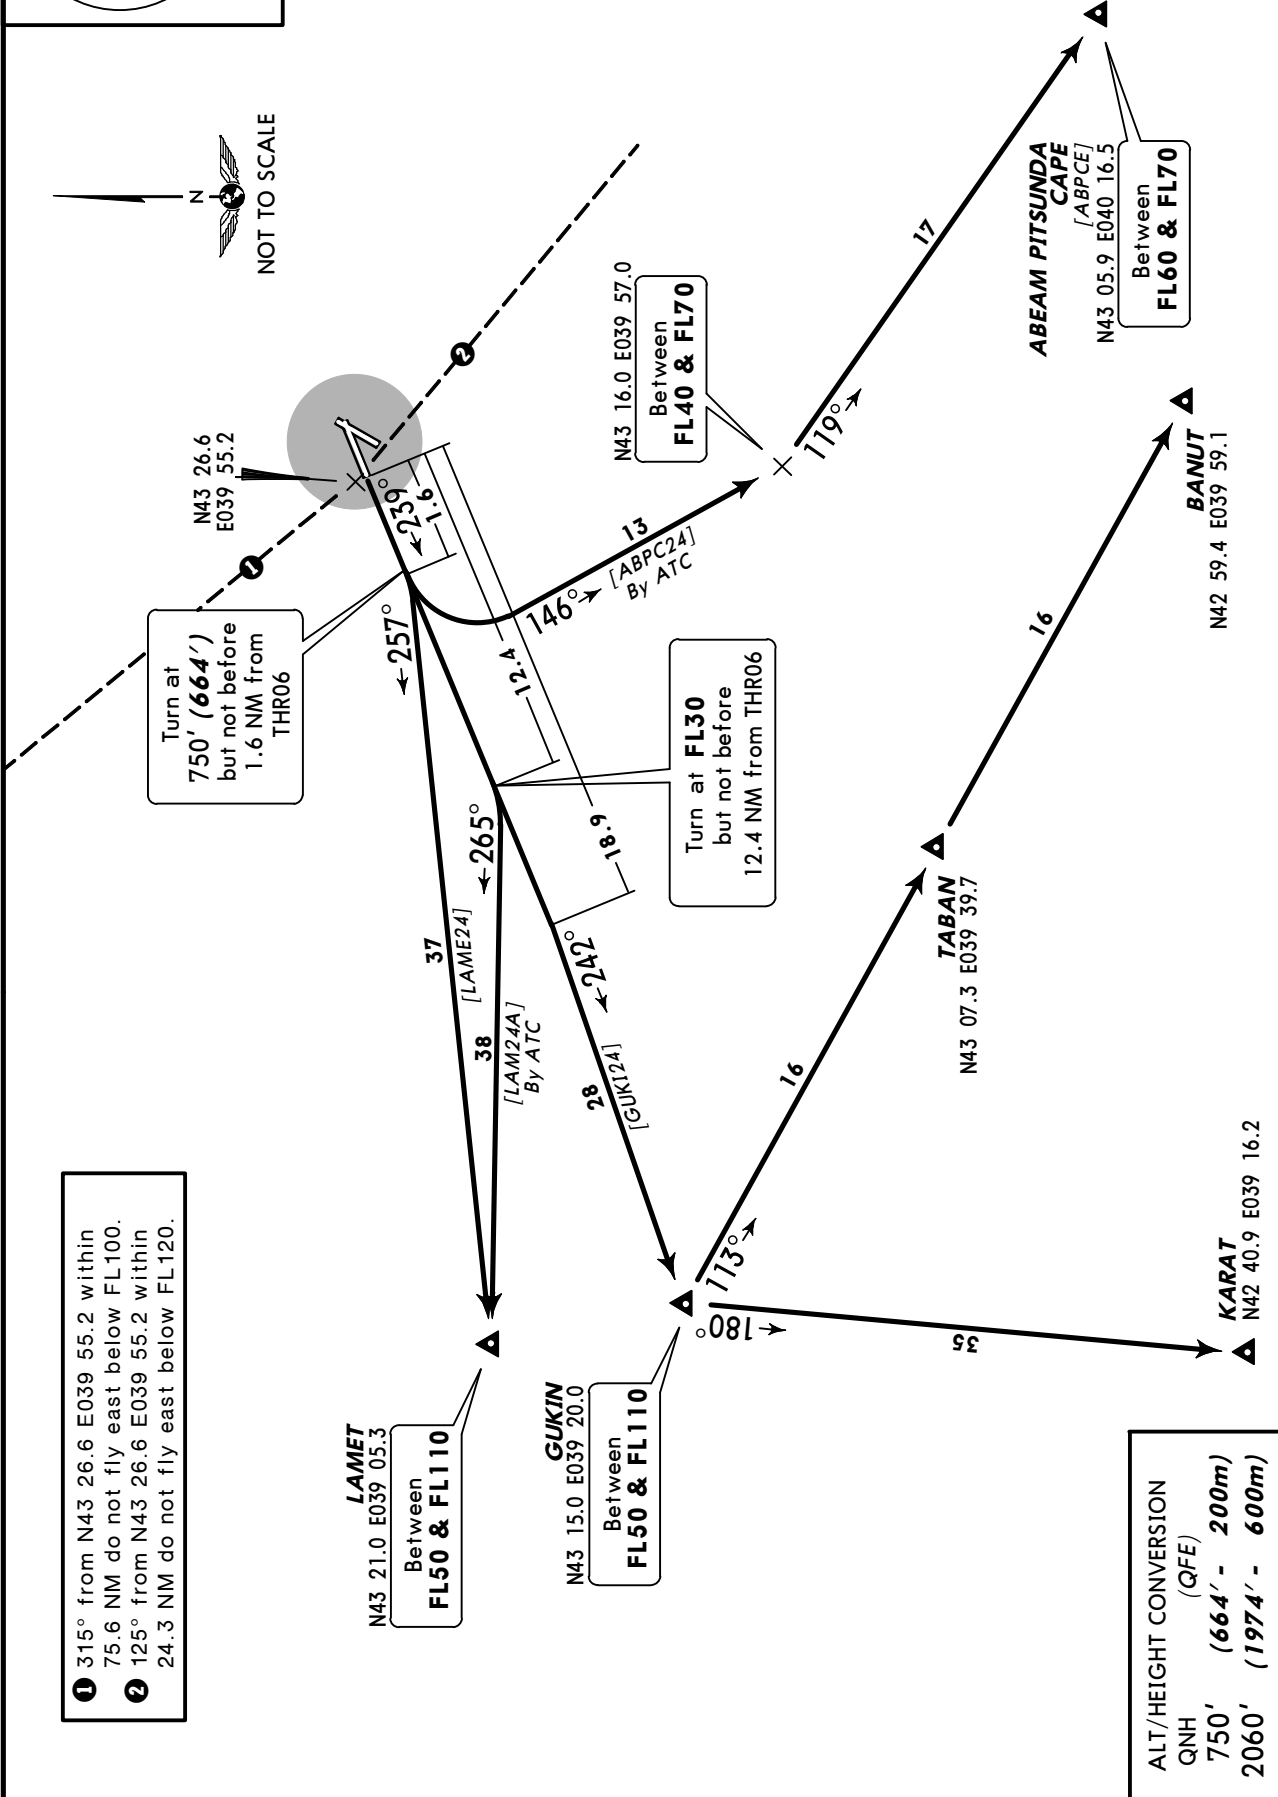 ❶ 315° from N43 26.6 E039 55.2 within
75.6 NM do not fly east below FL100.
❷ 125° from N43 26.6 E039 55.2 within
24.3 NM do not fly east below FL120.
N
NOT TO SCALE
N43 26.6
E039 55.2
1
2
Turn at
750' (664')
but not before
1.6 NM from
THR06
239°
1.6
257°
37
[LAME24]
265°
38
[LAM24A]
By ATC
12.4
18.9
146°
13
[ABPC24]
By ATC
Turn at FL30
but not before
12.4 NM from THR06
242°
28
[GUKI24]
N43 16.0 E039 57.0
Between
FL40 & FL70
119°
17
ABEAM PITSUNDA
CAPE
[ABPCE]
N43 05.9 E040 16.5
Between
FL60 & FL70
LAMET
N43 21.0 E039 05.3
Between
FL50 & FL110
GUKIN
N43 15.0 E039 20.0
Between
FL50 & FL110
113°
16
TABAN
N43 07.3 E039 39.7
16
BANUT
N42 59.4 E039 59.1
180°
35
KARAT
N42 40.9 E039 16.2
ALT/HEIGHT CONVERSION
QNH (QFE)
750' (664' - 200m)
2060' (1974' - 600m)